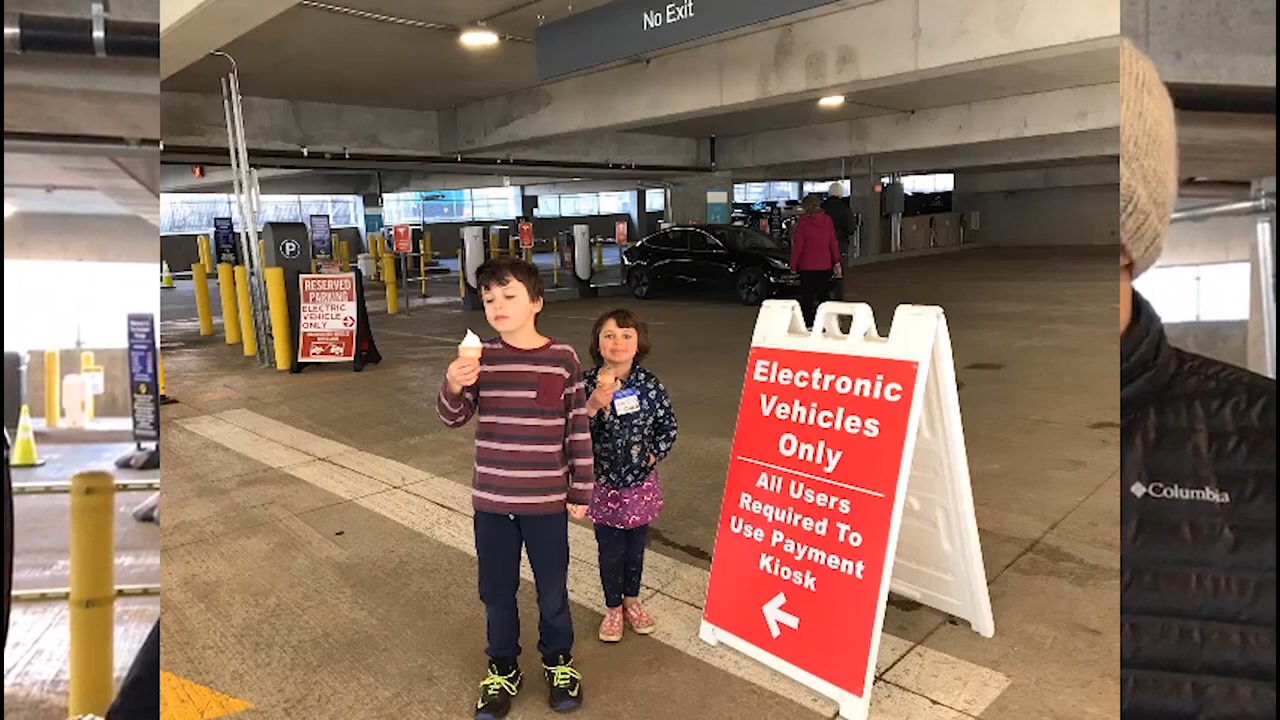 No Exit
P
RESERVED
PARKING
ELECTRIC
VEHICLE
ONLY
Electronic
Vehicles
Only
All Users
Required To
Use Payment
Kiosk
Columbia